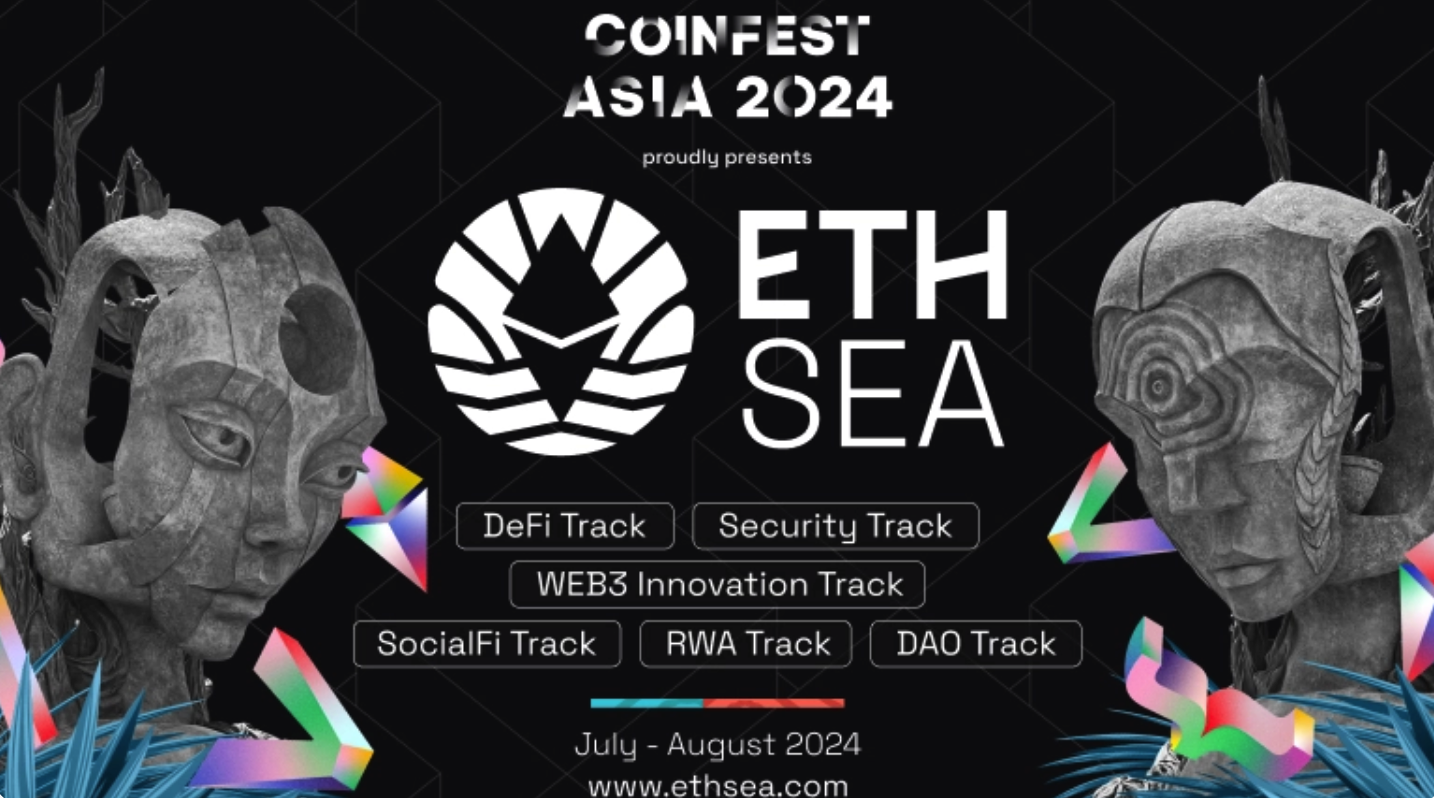 COINFEST
ASIA 2024
proudly presents
ETH
SEA
DeFi Track
Security Track
WEB3 Innovation Track
SocialFi Track
RWA Track
DAO Track
July - August 2024
www.ethsea.com